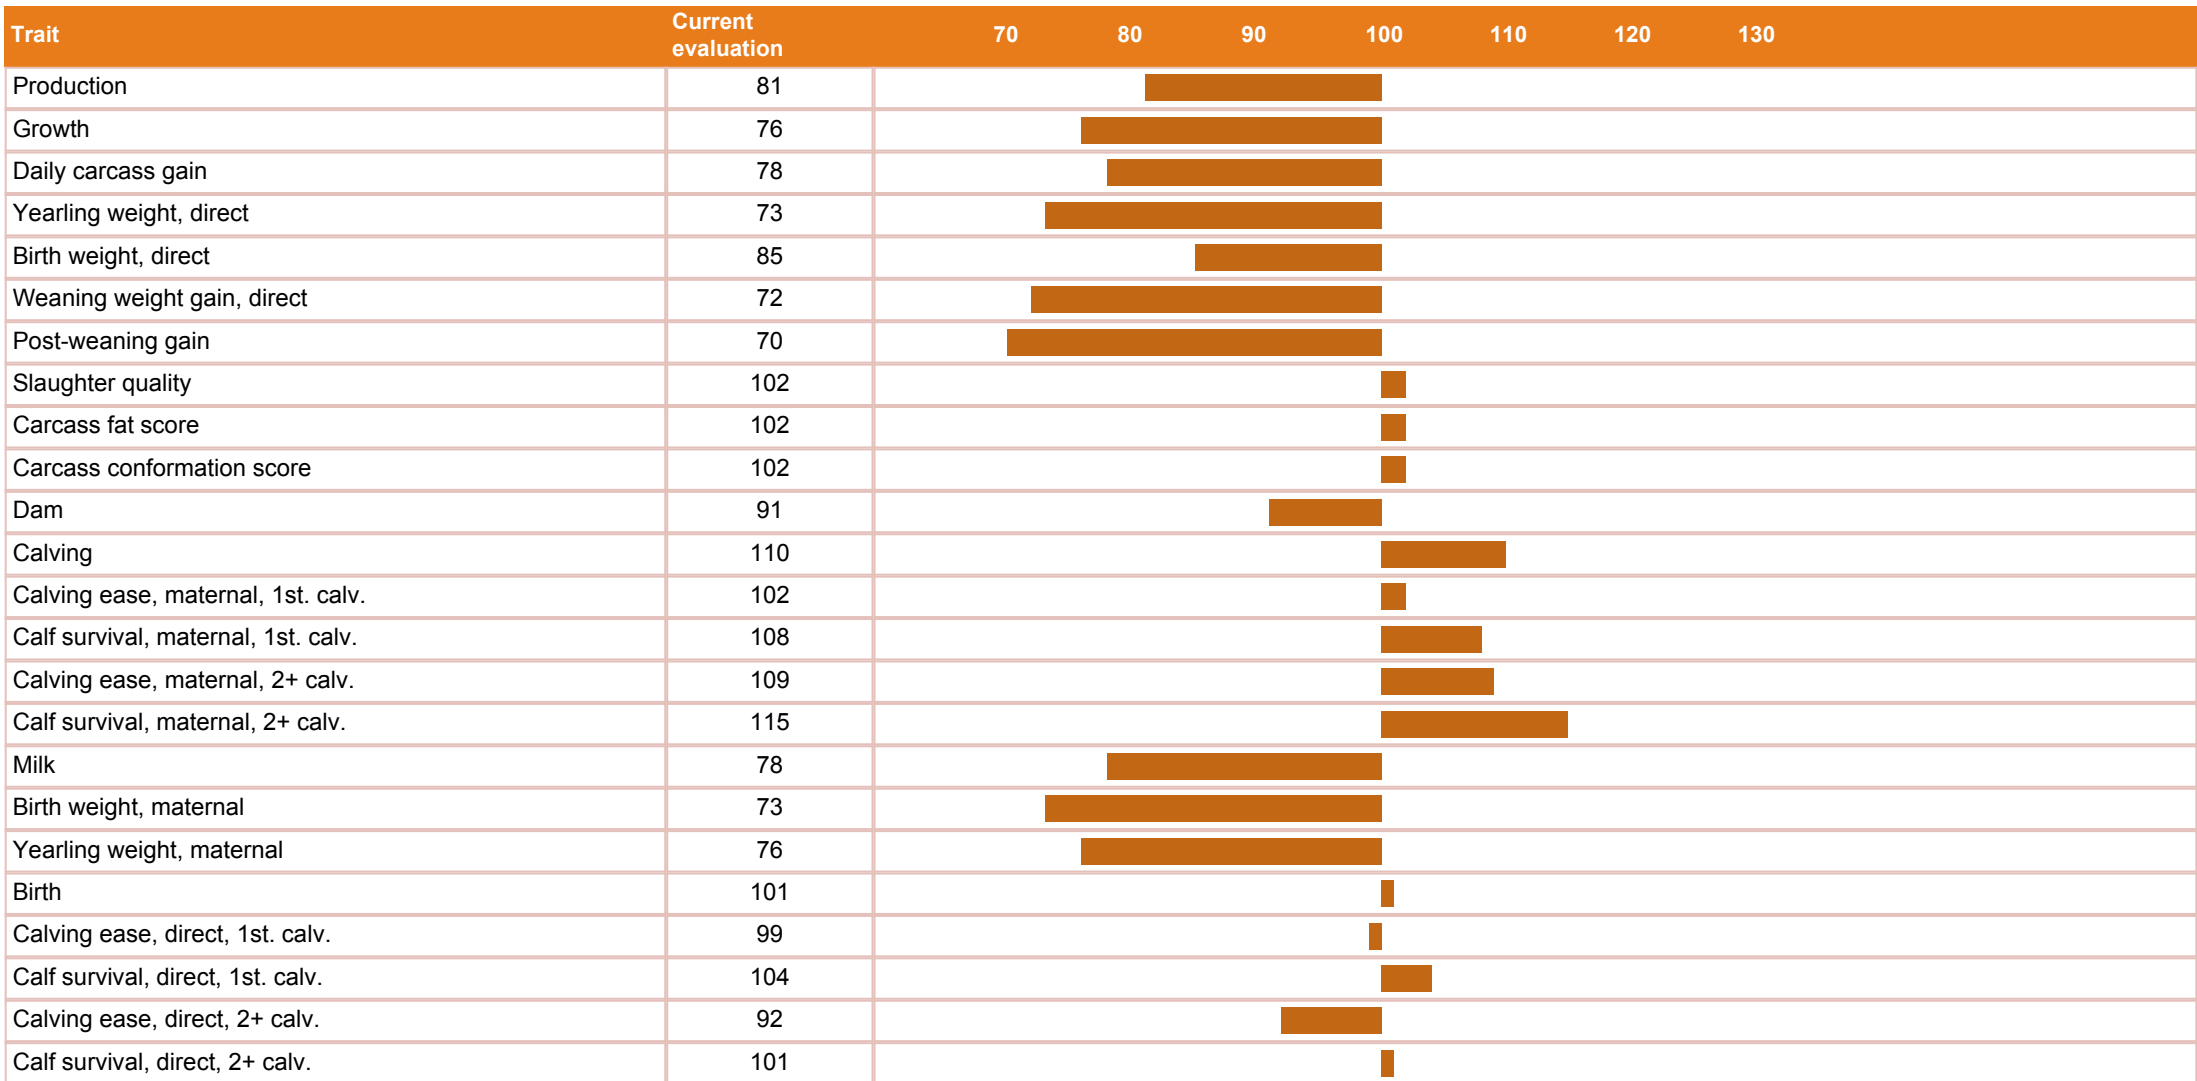 Trait Current evaluation 70 80 90 100 110 120 130
Production 81
Growth 76
Daily carcass gain 78
Yearling weight, direct 73
Birth weight, direct 85
Weaning weight gain, direct 72
Post-weaning gain 70
Slaughter quality 102
Carcass fat score 102
Carcass conformation score 102
Dam 91
Calving 110
Calving ease, maternal, 1st. calv. 102
Calf survival, maternal, 1st. calv. 108
Calving ease, maternal, 2+ calv. 109
Calf survival, maternal, 2+ calv. 115
Milk 78
Birth weight, maternal 73
Yearling weight, maternal 76
Birth 101
Calving ease, direct, 1st. calv. 99
Calf survival, direct, 1st. calv. 104
Calving ease, direct, 2+ calv. 92
Calf survival, direct, 2+ calv. 101